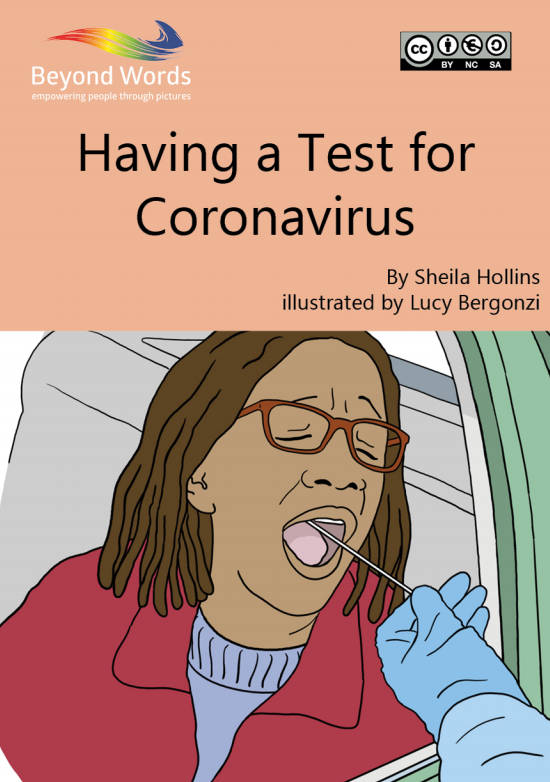 Beyond Words
empowering people through pictures
cc
BY NC SA
Having a Test for
Coronavirus
By Sheila Hollins
illustrated by Lucy Bergonzi